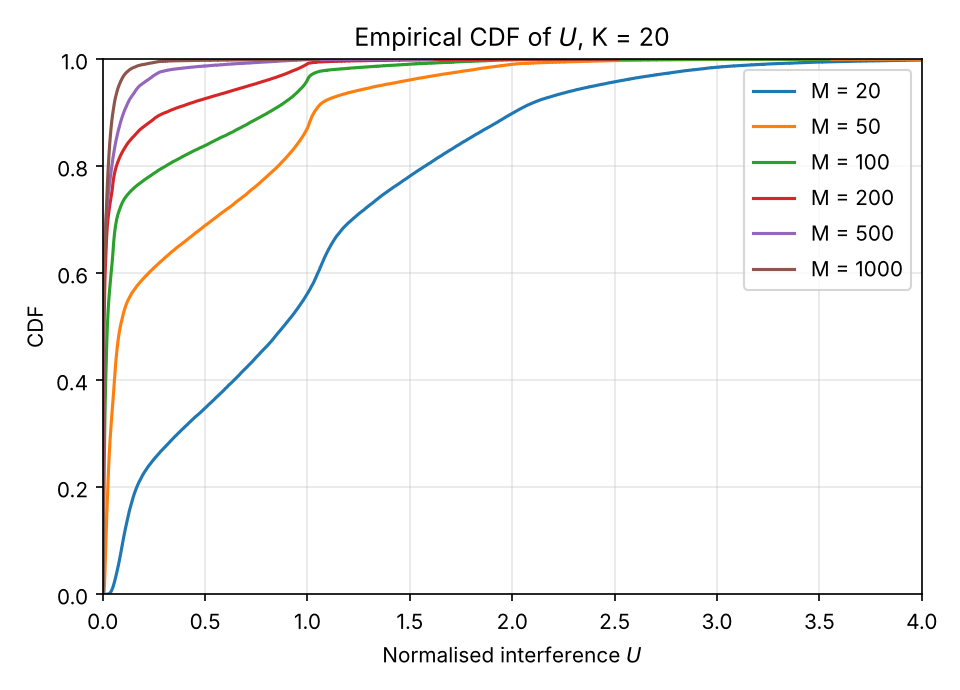 Empirical CDF of U, K = 20
1.0
0.8
0.6
0.4
0.2
0.0
CDF
M = 20
M = 50
M = 100
M = 200
M = 500
M = 1000
0.0 0.5 1.0 1.5 2.0 2.5 3.0 3.5 4.0
Normalised interference U